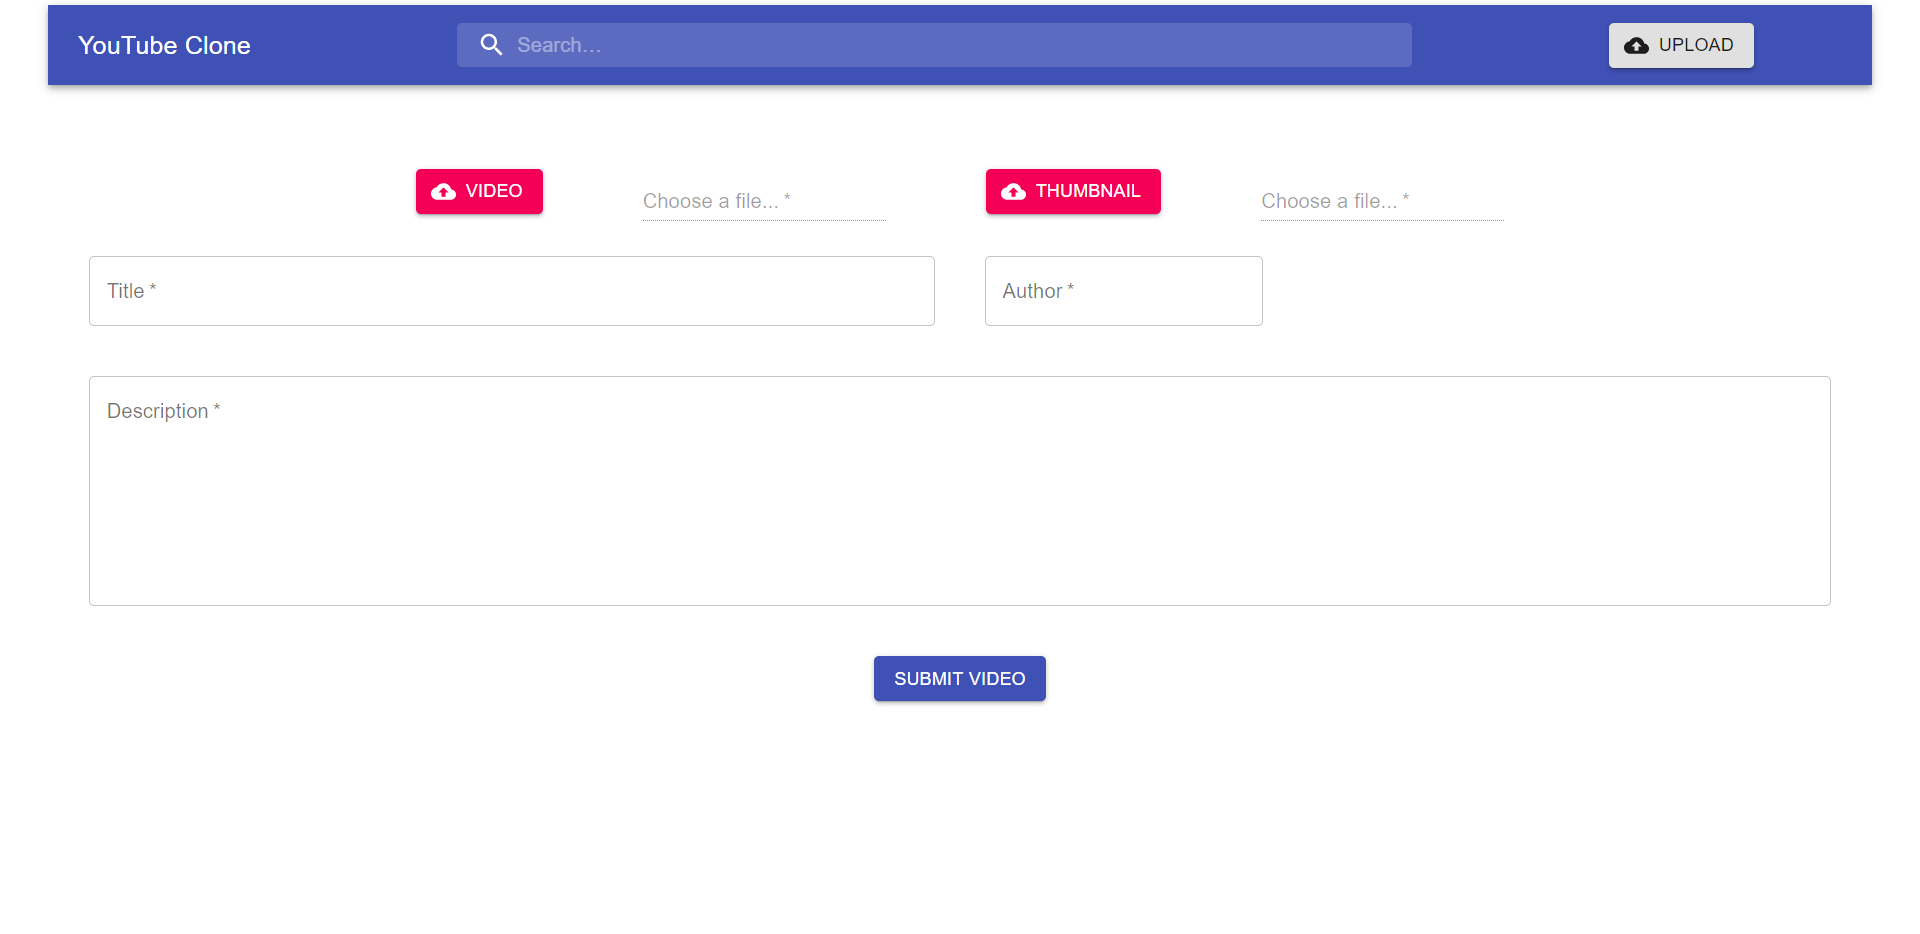 YouTube Clone
Search...
UPLOAD
VIDEO
Choose a file... *
THUMBNAIL
Choose a file... *
Title *
Author *
Description *
SUBMIT VIDEO